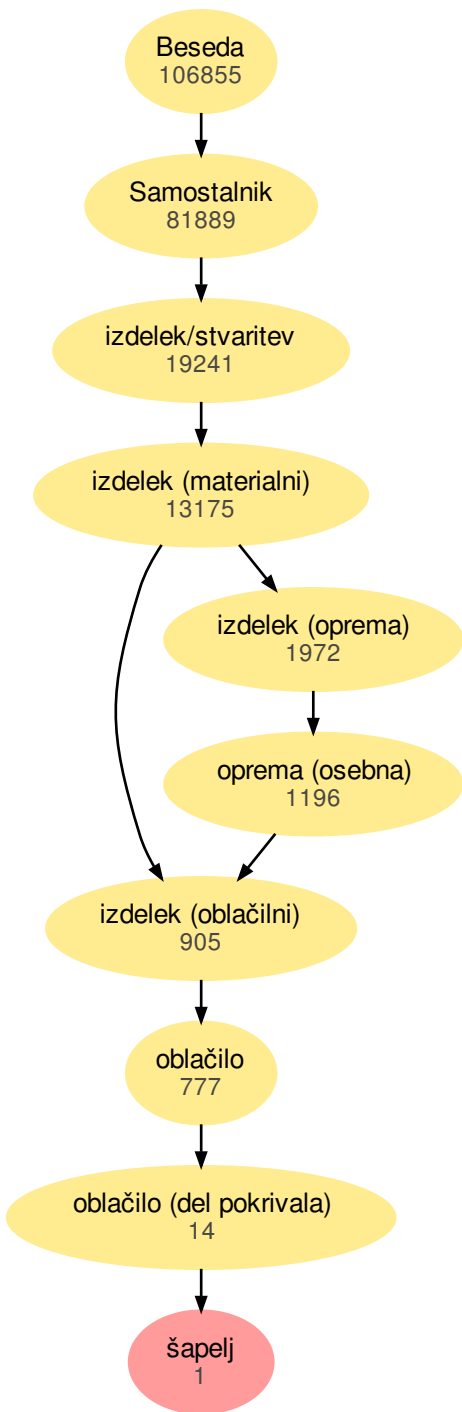 Beseda
106855
Samostalnik
81889
izdelek/stvaritev
19241
izdelek (materialni)
13175
izdelek (oprema)
1972
oprema (osebna)
1196
izdelek (oblačilni)
905
oblačilo
777
oblačilo (del pokrivala)
14
šapelj
1